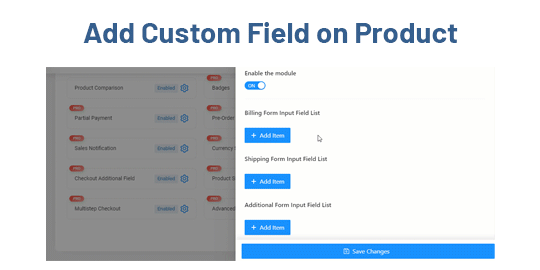 Add Custom Field on Product
Product Comparison
Enabled
Badges
PRO
Partial Payment
Enabled
PRO
Pre-Order
PRO
Sales Notification
Enabled
PRO
Currency
PRO
Checkout Additional Field
Enabled
PRO
Product S
PRO
Multistep Checkout
Enabled
PRO
Advanced
Enable the module
ON
Billing Form Input Field List
+ Add Item
Shipping Form Input Field List
+ Add Item
Additional Form Input Field List
+ Add Item
Save Changes